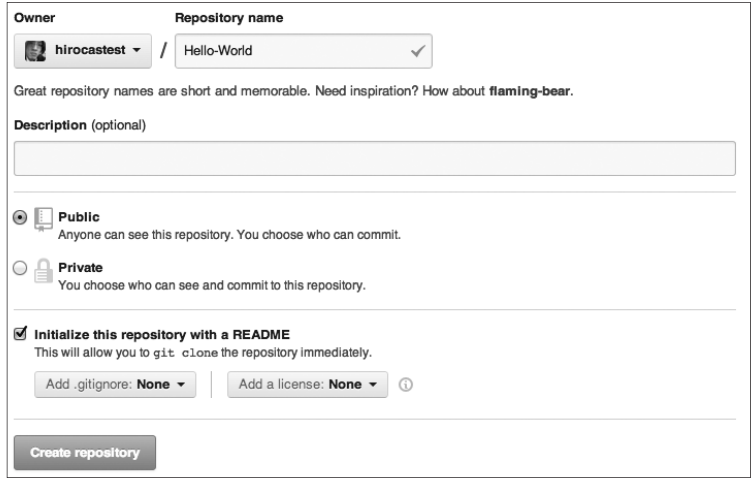 Owner Repository name
hirocastest / Hello-World
Great repository names are short and memorable. Need inspiration? How about flaming-bear.
Description (optional)
Public
Anyone can see this repository. You choose who can commit.
Private
You choose who can see and commit to this repository.
Initialize this repository with a README
This will allow you to git clone the repository immediately.
Add .gitignore: None Add a license: None
Create repository